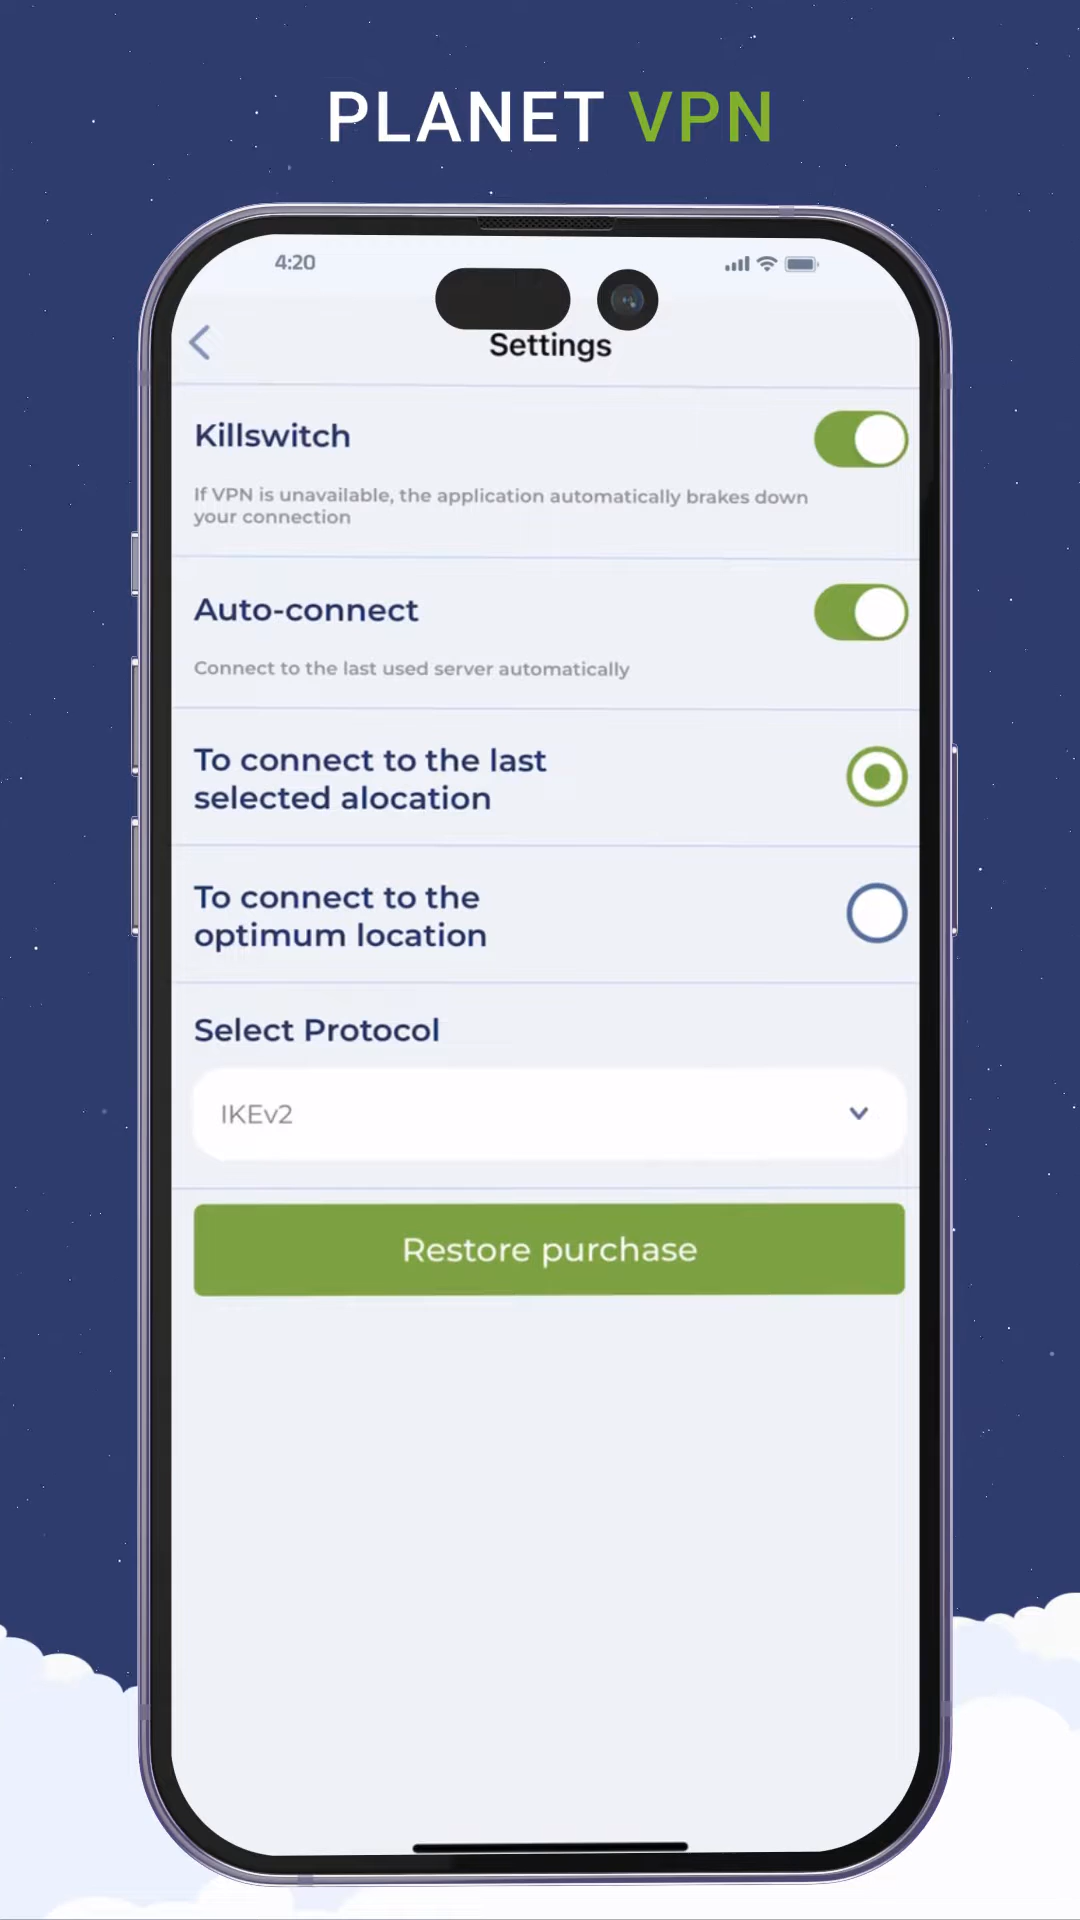 PLANET VPN
4:20
Settings
Killswitch
If VPN is unavailable, the application automatically brakes down
your connection
Auto-connect
Connect to the last used server automatically
To connect to the last
selected alocation
To connect to the
optimum location
Select Protocol
IKEv2
Restore purchase